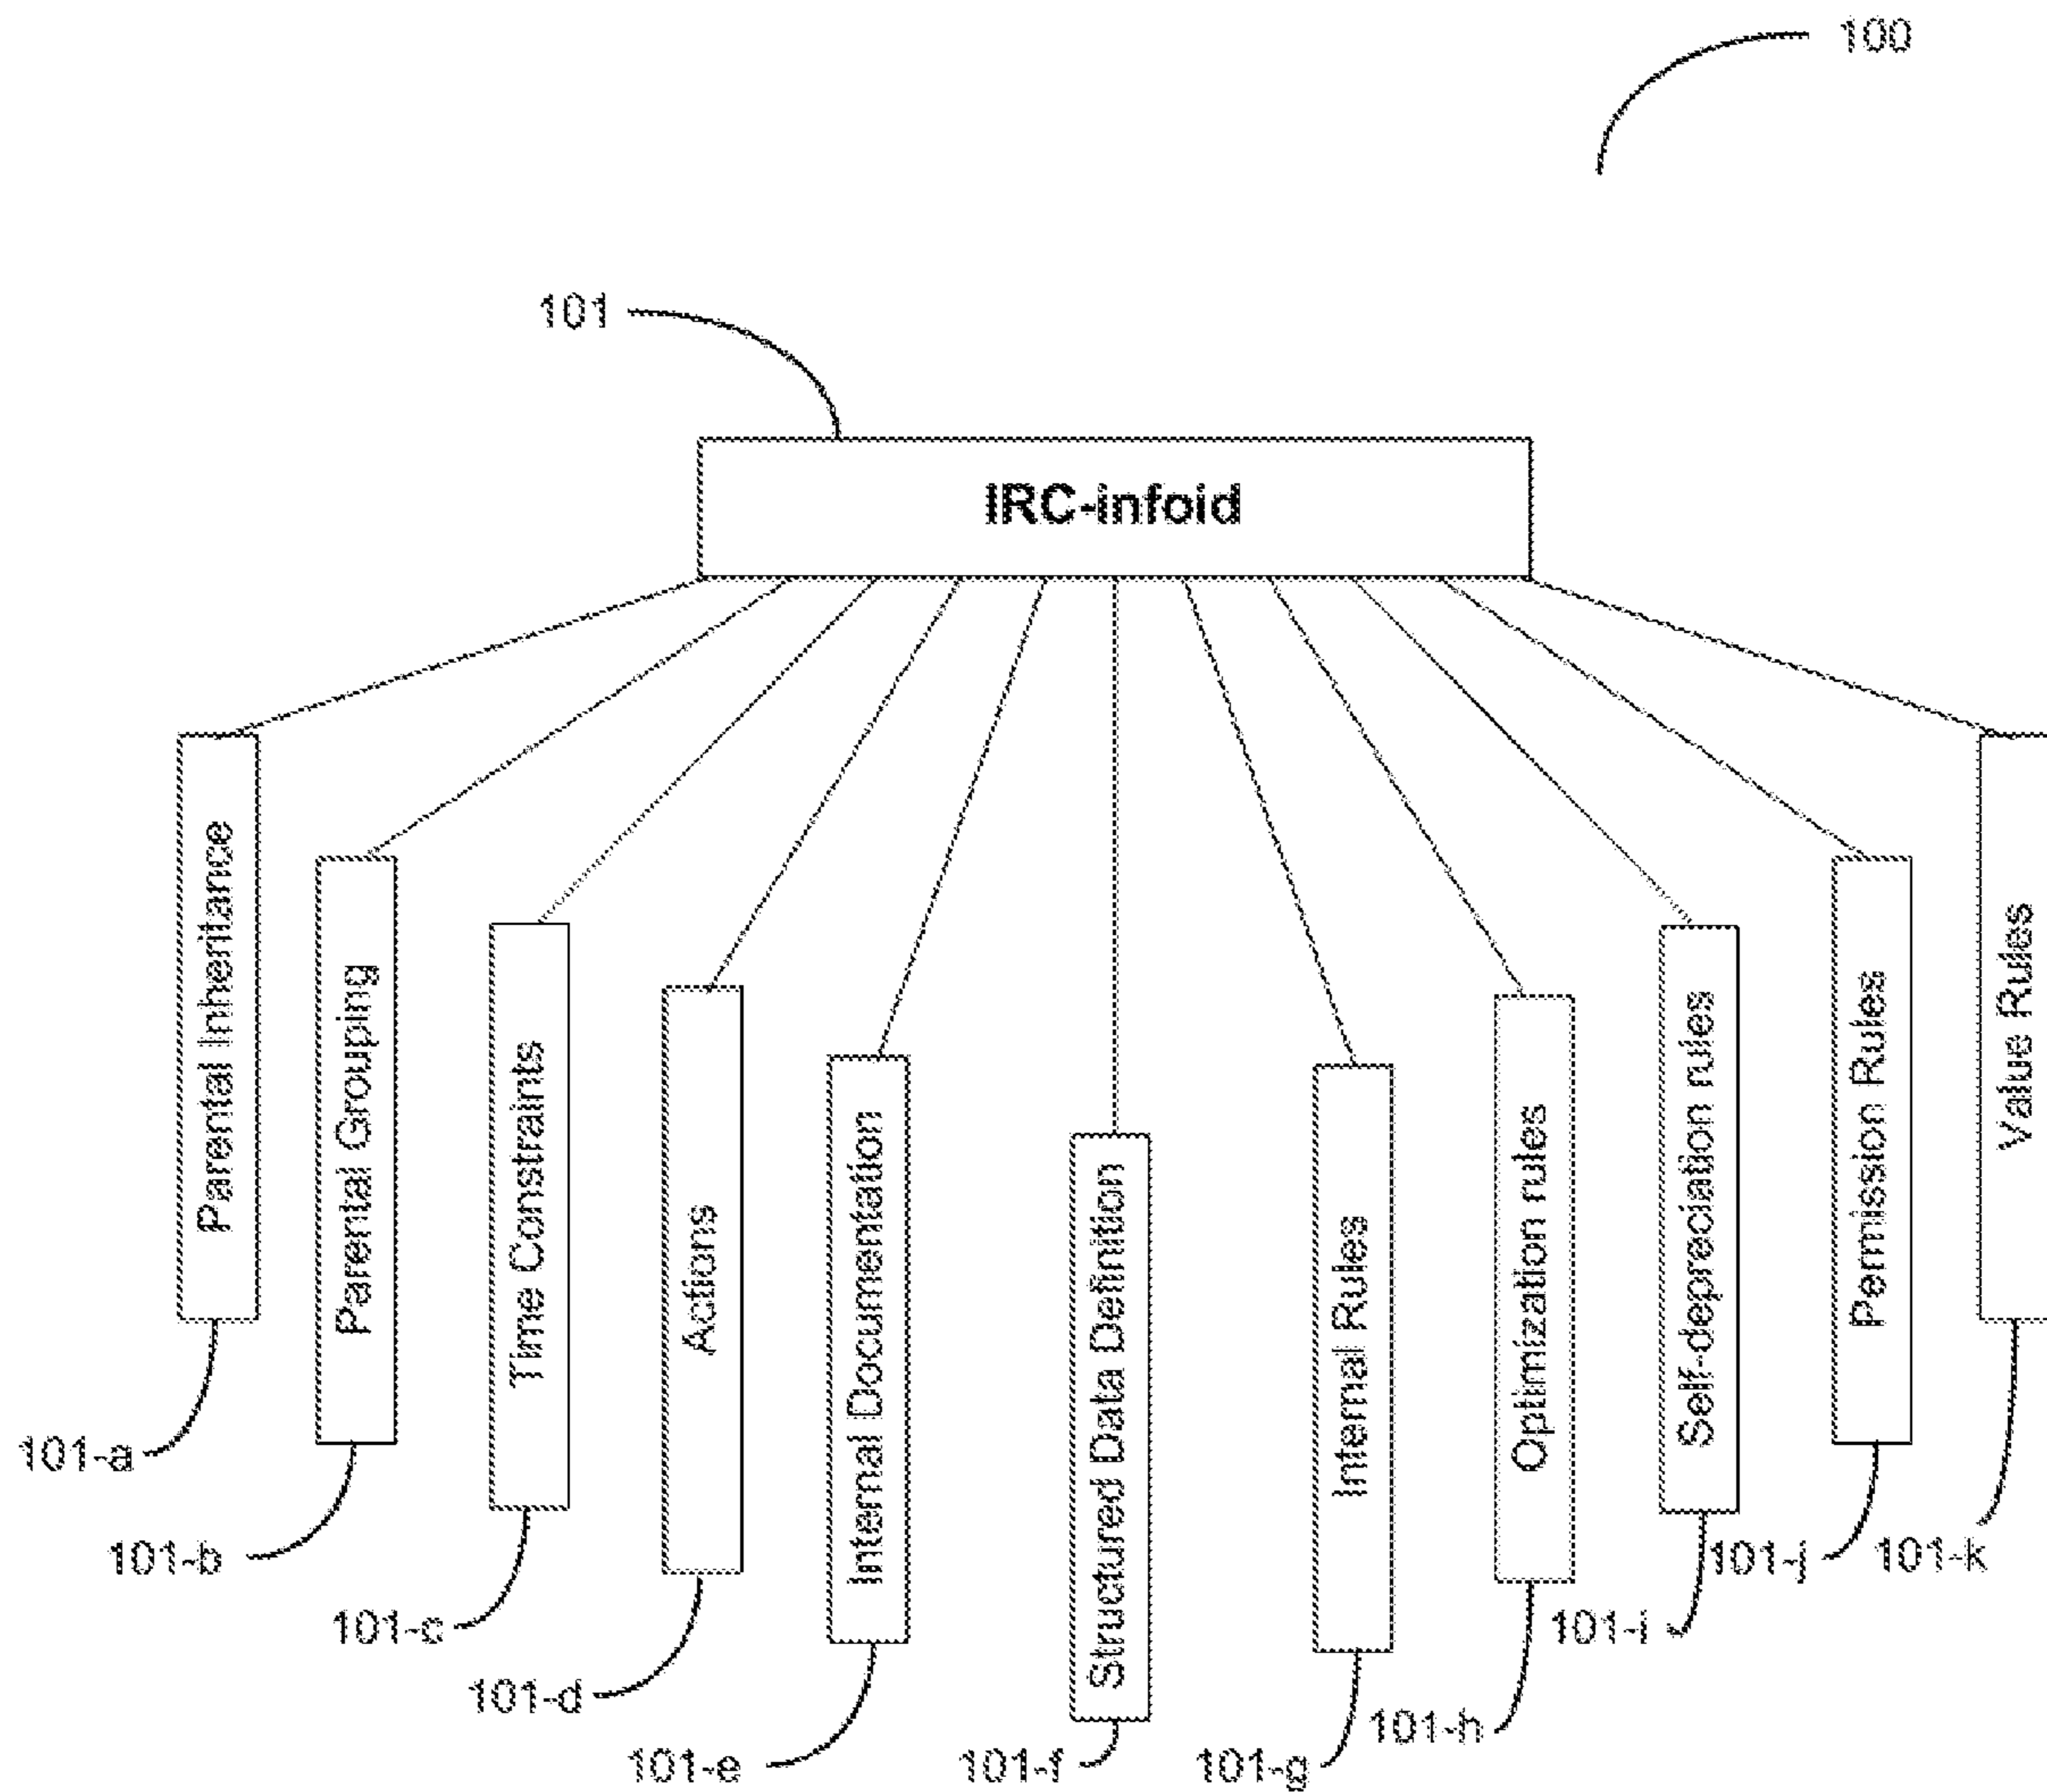 100
101
IRC-infoid
Parental Inheritance
Parental Grouping
Time Constraints
Actions
Internal Documentation
Structured Data Definition
Internal Rules
Optimization rules
Self-depreciation rules
Permission Rules
Value Rules
101-a
101-b
101-c
101-d
101-e
101-f
101-g
101-h
101-i
101-j
101-k